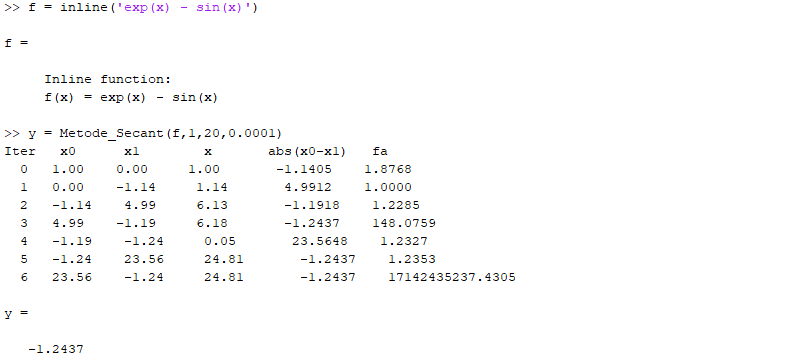 >> f = inline('exp(x) - sin(x)')
f =
Inline function:
f(x) = exp(x) - sin(x)
>> y = Metode_Secant(f,1,20,0.0001)
Iter x0 x1 x abs(x0-x1) fa
0 1.00 0.00 1.00 -1.1405 1.8768
1 0.00 -1.14 1.14 4.9912 1.0000
2 -1.14 4.99 6.13 -1.1918 1.2285
3 4.99 -1.19 6.18 -1.2437 148.0759
4 -1.19 -1.24 0.05 23.5648 1.2327
5 -1.24 23.56 24.81 -1.2437 1.2353
6 23.56 -1.24 24.81 -1.2437 17142435237.4305
y =
-1.2437